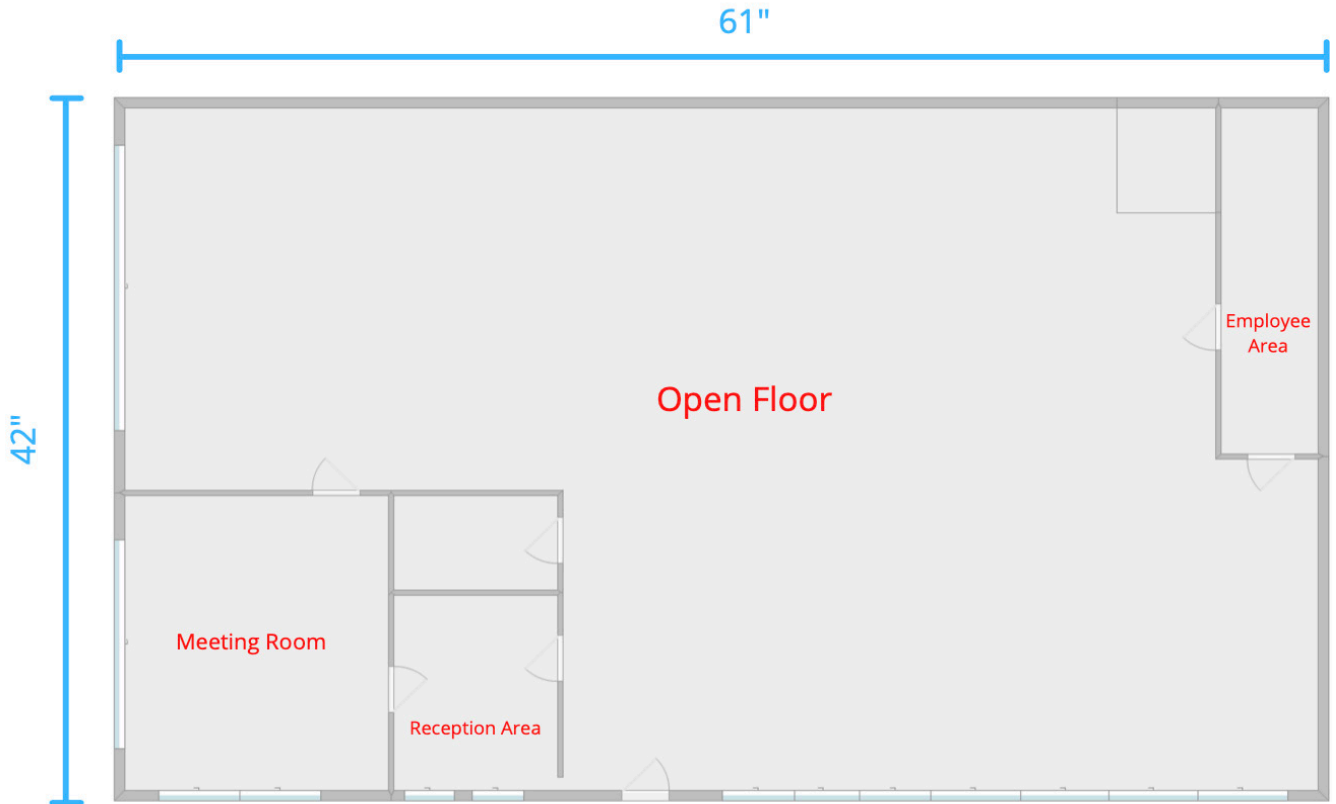 61"
42"
Employee
Area
Open Floor
Meeting Room
Reception Area